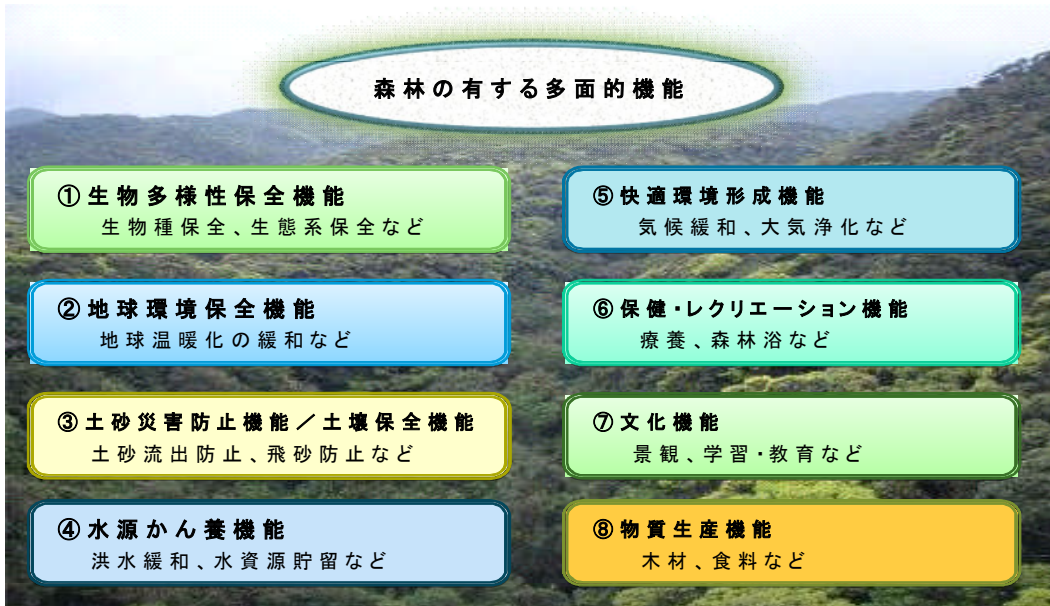 森林の有する多面的機能
①生物多様性保全機能
生物種保全、生態系保全など
②地球環境保全機能
地球温暖化の緩和など
③土砂災害防止機能／土壌保全機能
土砂流出防止、飛砂防止など
④水源かん養機能
洪水緩和、水資源貯留など
⑤快適環境形成機能
気候緩和、大気浄化など
⑥保健・レクリエーション機能
療養、森林浴など
⑦文化機能
景観、学習・教育など
⑧物質生産機能
木材、食料など